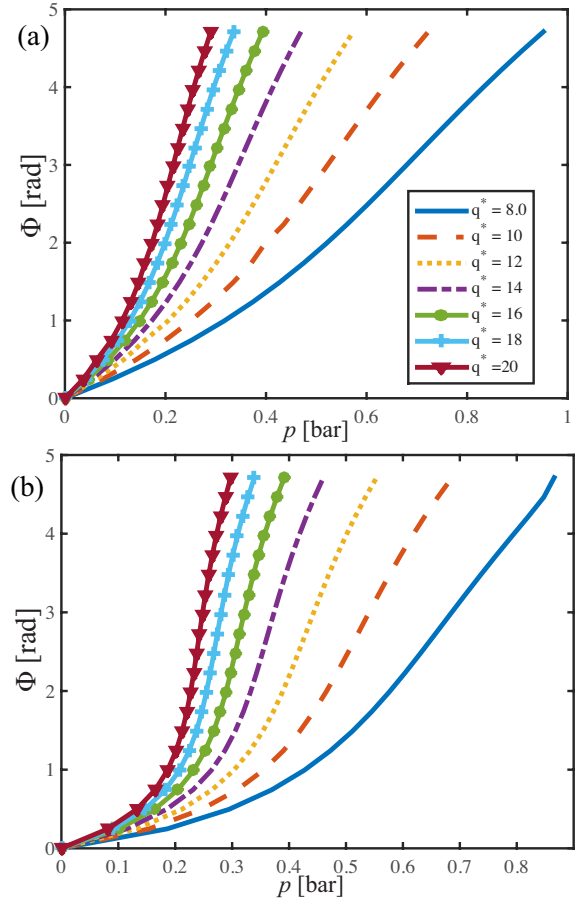 (a)
5
4
3
2
1
0
Φ [rad]
q* = 8.0
q* = 10
q* = 12
q* = 14
q* = 16
q* = 18
q* =20
0 0.2 0.4 0.6 0.8 1
p [bar]
(b)
5
4
3
2
1
0
Φ [rad]
0 0.1 0.2 0.3 0.4 0.5 0.6 0.7 0.8
p [bar]